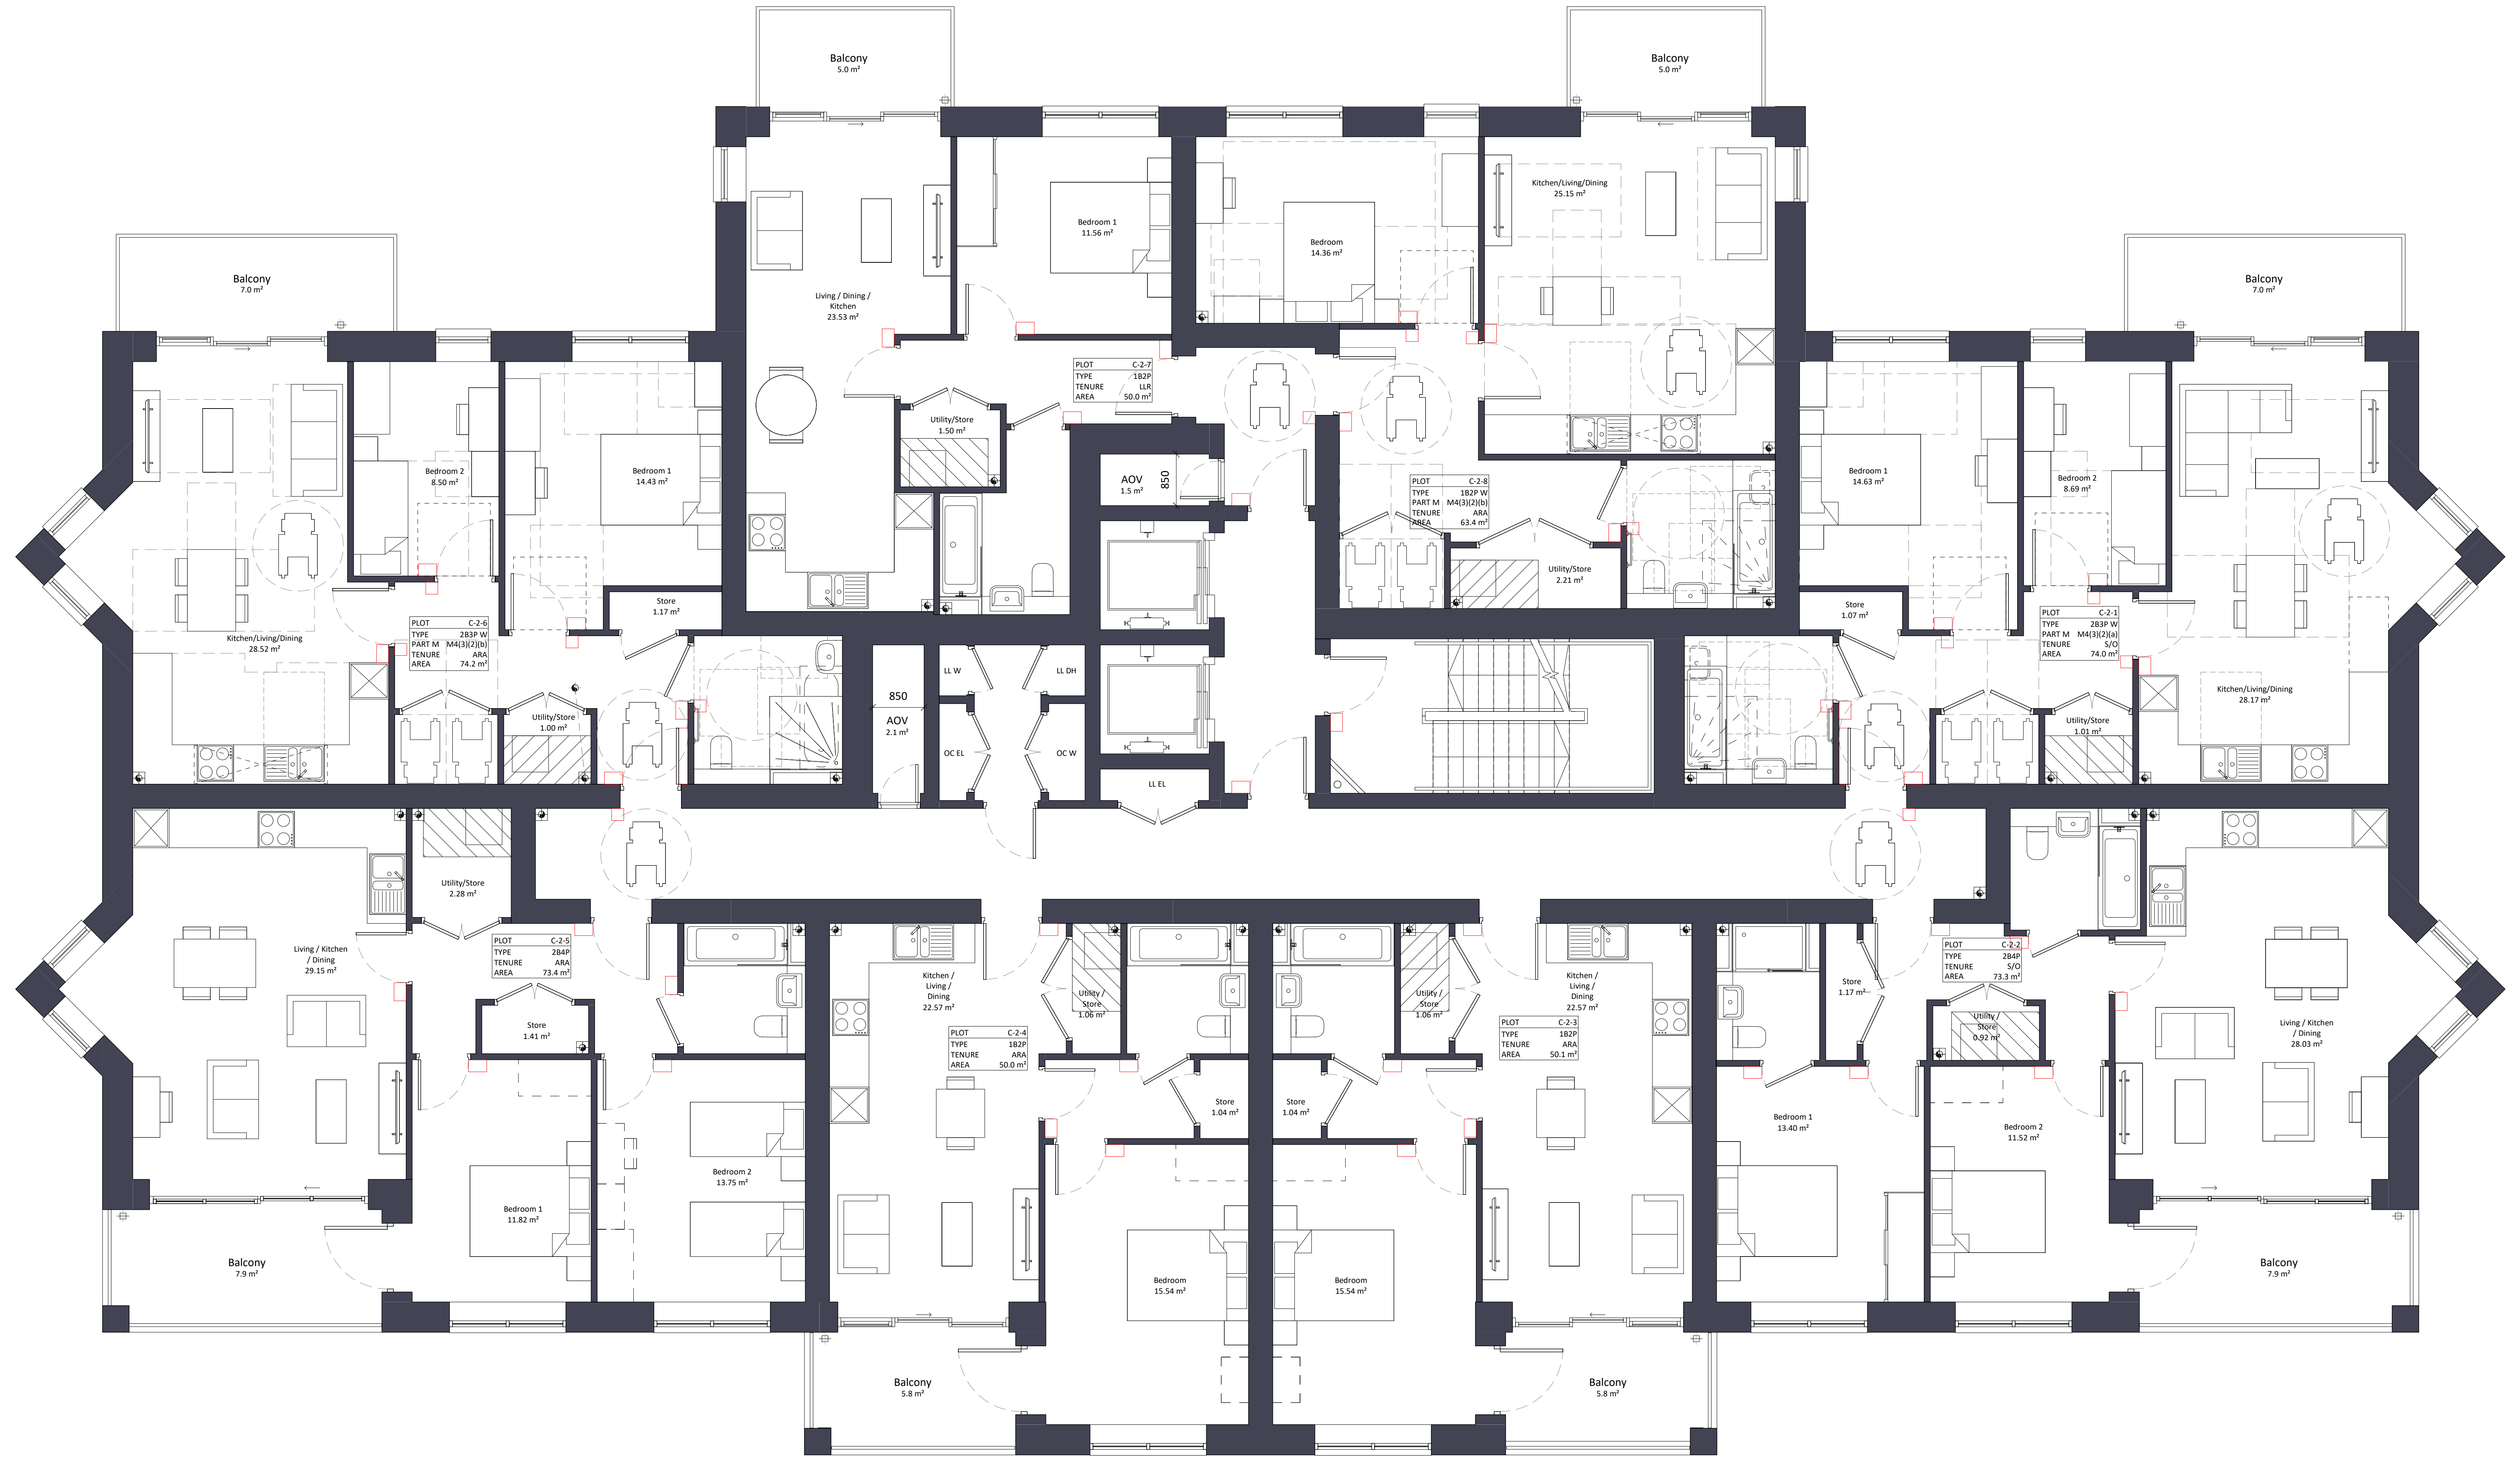 Balcony
5.0 m²
Balcony
5.0 m²
Kitchen/Living/Dining
25.15 m²
Bedroom 1
11.56 m²
Bedroom
14.36 m²
Balcony
7.0 m²
Balcony
7.0 m²
Living / Dining /
Kitchen
23.53 m²
PLOT C-2-7
TYPE 1B2P
TENURE LLR
AREA 50.0 m²
Utility/Store
1.50 m²
Bedroom 2
8.50 m²
Bedroom 1
14.43 m²
AOV
1.5 m²
850
PLOT C-2-8
TYPE 1B2P W
PART M M4(3)(2)(b)
TENURE ARA
AREA 63.4 m²
Bedroom 1
14.63 m²
Bedroom 2
8.69 m²
Utility/Store
2.21 m²
Store
1.17 m²
Store
1.07 m²
PLOT C-2-6
TYPE 2B3P W
PART M M4(3)(2)(b)
TENURE ARA
AREA 74.2 m²
PLOT C-2-1
TYPE 2B3P W
PART M M4(3)(2)(a)
TENURE S/O
AREA 74.0 m²
Kitchen/Living/Dining
28.52 m²
LL W
LL DH
850
AOV
2.1 m²
Kitchen/Living/Dining
28.17 m²
Utility/Store
1.00 m²
Utility/Store
1.01 m²
OC EL
OC W
LL EL
Utility/Store
2.28 m²
Living / Kitchen
/ Dining
29.15 m²
PLOT C-2-5
TYPE 2B4P
TENURE ARA
AREA 73.4 m²
PLOT C-2-2
TYPE 2B4P
TENURE S/O
AREA 73.3 m²
Kitchen /
Living /
Dining
22.57 m²
Utility /
Store
1.06 m²
Utility /
Store
1.06 m²
Kitchen /
Living /
Dining
22.57 m²
Store
1.17 m²
Store
1.41 m²
PLOT C-2-4
TYPE 1B2P
TENURE ARA
AREA 50.0 m²
PLOT C-2-3
TYPE 1B2P
TENURE ARA
AREA 50.1 m²
Utility /
Store
0.92 m²
Living / Kitchen
/ Dining
28.03 m²
Store
1.04 m²
Store
1.04 m²
Bedroom 1
13.40 m²
Bedroom 2
11.52 m²
Bedroom 2
13.75 m²
Bedroom 1
11.82 m²
Balcony
7.9 m²
Balcony
7.9 m²
Bedroom
15.54 m²
Bedroom
15.54 m²
Balcony
5.8 m²
Balcony
5.8 m²